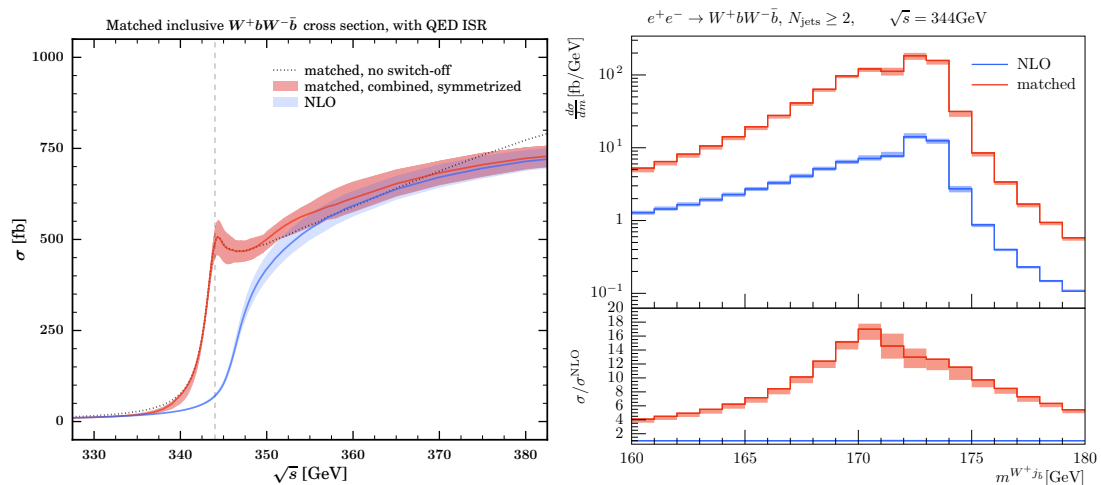 Matched inclusive W⁺bW⁻b̄ cross section, with QED ISR
1000
750
500
250
0
σ [fb]
matched, no switch-off
matched, combined, symmetrized
NLO
330 340 350 360 370 380
√s [GeV]
e⁺e⁻ → W⁺bW⁻b̄, N_jets ≥ 2, √s = 344GeV
dσ/dm [fb/GeV]
10²
10¹
1
10⁻¹
NLO
matched
σ/σ^NLO
20
18
16
14
12
10
8
6
4
2
160 165 170 175 180
m^{W⁺j_b̄}[GeV]